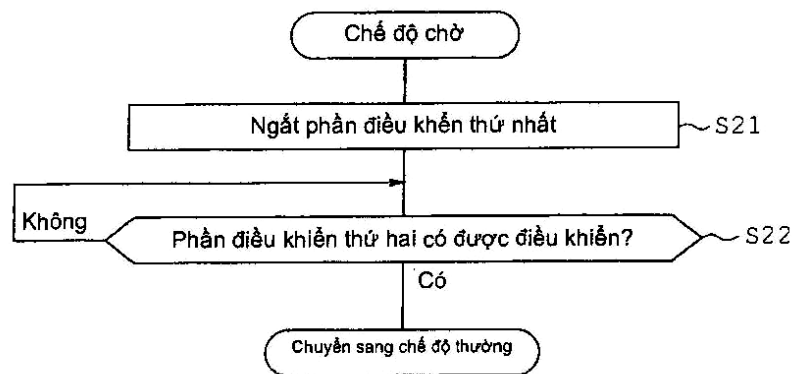 Chế độ chờ
Ngắt phần điều khển thứ nhất
S21
Không
Phần điều khiển thứ hai có được điều khiển?
S22
Có
Chuyển sang chế độ thường